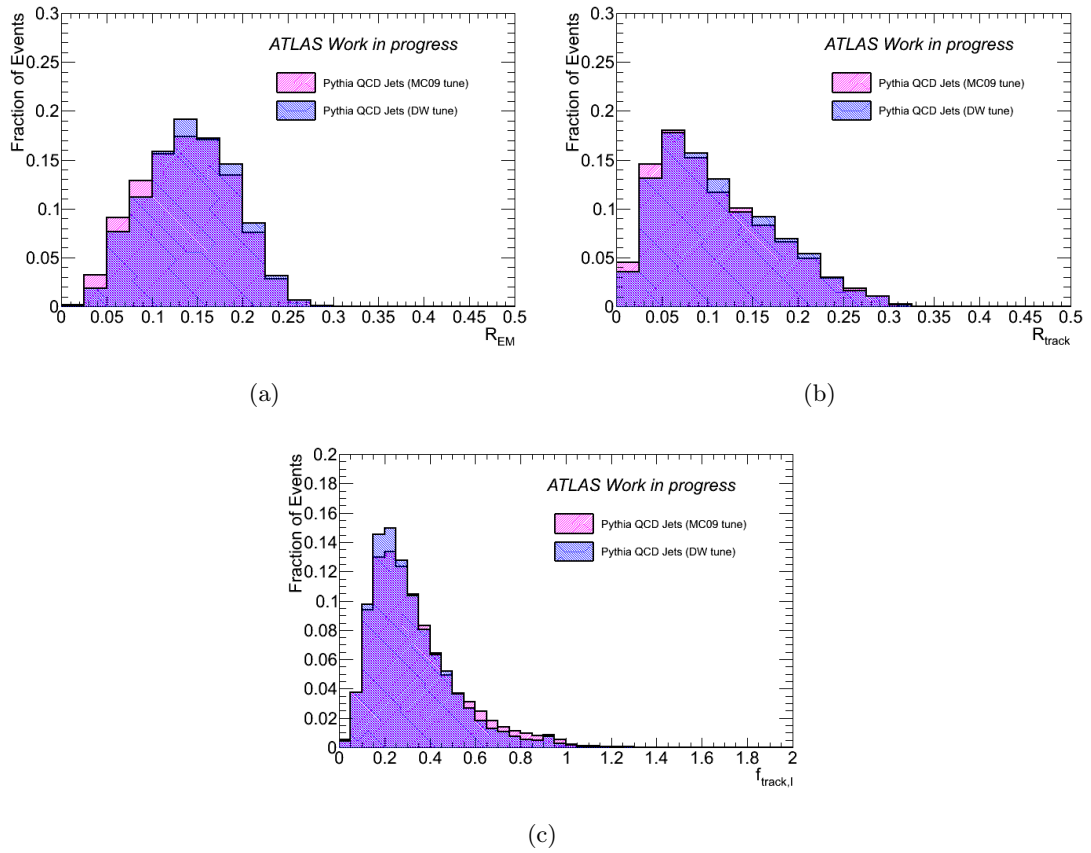 Fraction of Events
0.3
0.25
0.2
0.15
0.1
0.05
0
ATLAS Work in progress
Pythia QCD Jets (MC09 tune)
Pythia QCD Jets (DW tune)
0 0.05 0.1 0.15 0.2 0.25 0.3 0.35 0.4 0.45 0.5
R_EM
(a)
Fraction of Events
0.3
0.25
0.2
0.15
0.1
0.05
0
ATLAS Work in progress
Pythia QCD Jets (MC09 tune)
Pythia QCD Jets (DW tune)
0 0.05 0.1 0.15 0.2 0.25 0.3 0.35 0.4 0.45 0.5
R_track
(b)
Fraction of Events
0.2
0.18
0.16
0.14
0.12
0.1
0.08
0.06
0.04
0.02
0
ATLAS Work in progress
Pythia QCD Jets (MC09 tune)
Pythia QCD Jets (DW tune)
0 0.2 0.4 0.6 0.8 1 1.2 1.4 1.6 1.8 2
f_track,l
(c)